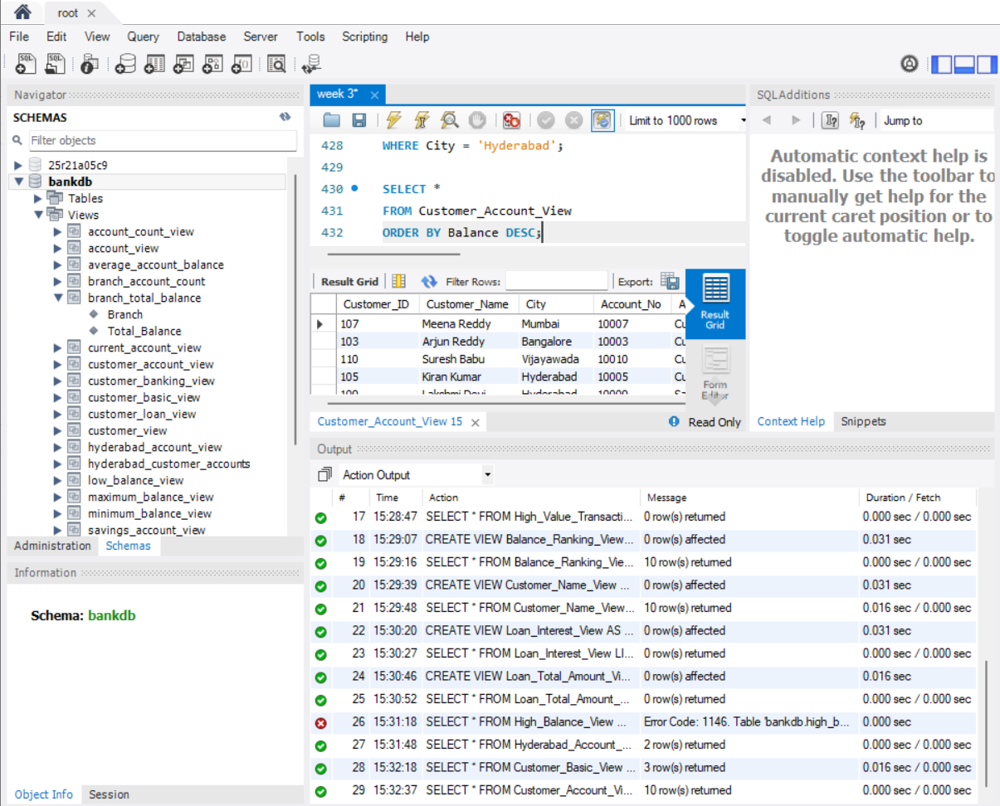 root
File Edit View Query Database Server Tools Scripting Help
Navigator
SCHEMAS
Filter objects
25r21a05c9
bankdb
Tables
Views
account_count_view
account_view
average_account_balance
branch_account_count
branch_total_balance
Branch
Total_Balance
current_account_view
customer_account_view
customer_banking_view
customer_basic_view
customer_loan_view
customer_view
hyderabad_account_view
hyderabad_customer_accounts
low_balance_view
maximum_balance_view
minimum_balance_view
savings_account_view
Administration Schemas
Information
Schema: bankdb
Object Info Session
week 3*
Limit to 1000 rows
428 WHERE City = 'Hyderabad';
429
430 SELECT *
431 FROM Customer_Account_View
432 ORDER BY Balance DESC;
Result Grid Filter Rows: Export:
Customer_ID Customer_Name City Account_No A
107 Meena Reddy Mumbai 10007 Cu
103 Arjun Reddy Bangalore 10003 Cu
110 Suresh Babu Vijayawada 10010 Cu
105 Kiran Kumar Hyderabad 10005 Cu
109 Lakshmi Devi Hyderabad 10009 Sa
Result
Grid
Form
Editor
Customer_Account_View 15 Read Only
SQLAdditions
Jump to
Automatic context help is
disabled. Use the toolbar to
manually get help for the
current caret position or to
toggle automatic help.
Context Help Snippets
Output
Action Output
# Time Action Message Duration / Fetch
17 15:28:47 SELECT * FROM High_Value_Transacti... 0 row(s) returned 0.000 sec / 0.000 sec
18 15:29:07 CREATE VIEW Balance_Ranking_View... 0 row(s) affected 0.031 sec
19 15:29:16 SELECT * FROM Balance_Ranking_Vie... 10 row(s) returned 0.000 sec / 0.000 sec
20 15:29:39 CREATE VIEW Customer_Name_View ... 0 row(s) affected 0.031 sec
21 15:29:48 SELECT * FROM Customer_Name_View... 10 row(s) returned 0.016 sec / 0.000 sec
22 15:30:20 CREATE VIEW Loan_Interest_View AS ... 0 row(s) affected 0.031 sec
23 15:30:27 SELECT * FROM Loan_Interest_View LI... 0 row(s) returned 0.000 sec / 0.000 sec
24 15:30:46 CREATE VIEW Loan_Total_Amount_Vi... 0 row(s) affected 0.016 sec
25 15:30:52 SELECT * FROM Loan_Total_Amount_... 0 row(s) returned 0.000 sec / 0.000 sec
26 15:31:18 SELECT * FROM High_Balance_View ... Error Code: 1146. Table 'bankdb.high_b... 0.000 sec
27 15:31:48 SELECT * FROM Hyderabad_Account_... 2 row(s) returned 0.000 sec / 0.000 sec
28 15:32:18 SELECT * FROM Customer_Basic_View ... 3 row(s) returned 0.016 sec / 0.000 sec
29 15:32:37 SELECT * FROM Customer_Account_Vi... 10 row(s) returned 0.000 sec / 0.000 sec